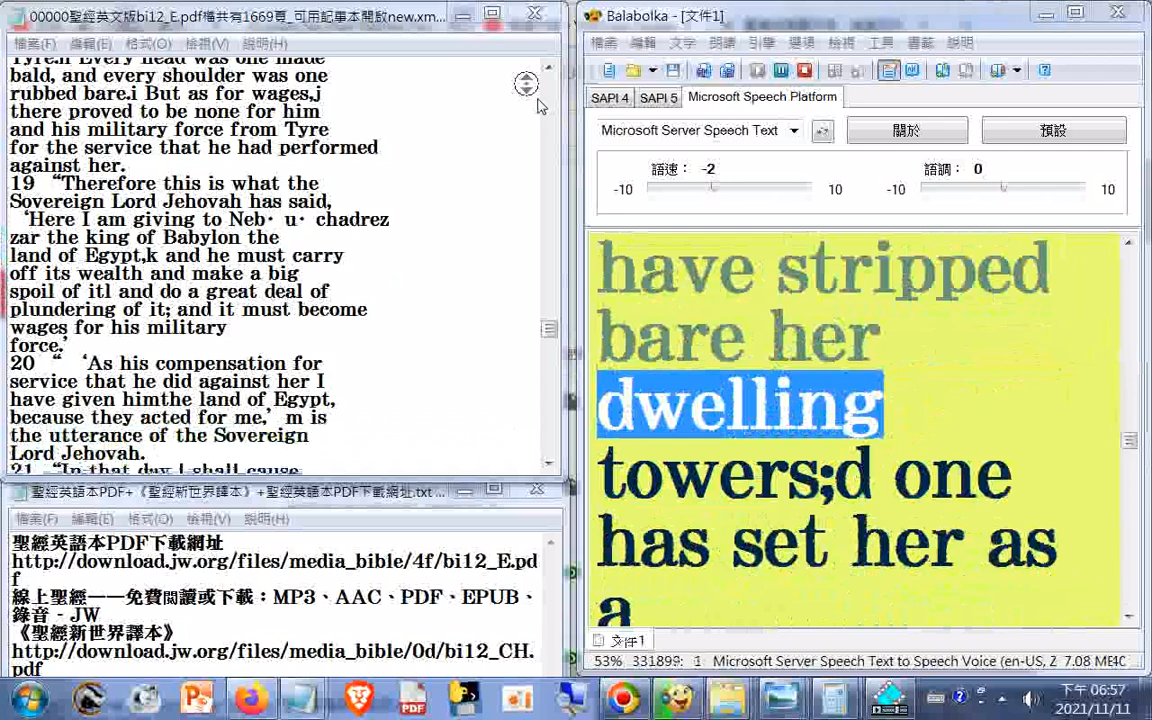 00000聖經英文版bi12_E.pdf檔共有1669頁_可用記事本開啟new.xm...
檔案(F) 編輯(E) 格式(O) 檢視(V) 說明(H)
Tyre.h Every head was one made
bald, and every shoulder was one
rubbed bare.i But as for wages,j
there proved to be none for him
and his military force from Tyre
for the service that he had performed
against her.
19 “Therefore this is what the
Sovereign Lord Jehovah has said,
‘Here I am giving to Neb·u·chadrez
zar the king of Babylon the
land of Egypt,k and he must carry
off its wealth and make a big
spoil of itl and do a great deal of
plundering of it; and it must become
wages for his military
force.’
20 “ ‘As his compensation for
service that he did against her I
have given himthe land of Egypt,
because they acted for me,’ m is
the utterance of the Sovereign
Lord Jehovah.
21 “In that day I shall cause
聖經英語本PDF+《聖經新世界譯本》+聖經英語本PDF下載網址.txt ...
檔案(F) 編輯(E) 格式(O) 檢視(V) 說明(H)
聖經英語本PDF下載網址
http://download.jw.org/files/media_bible/4f/bi12_E.pd
f
線上聖經——免費閱讀或下載：MP3、AAC、PDF、EPUB、
錄音 - JW
《聖經新世界譯本》
http://download.jw.org/files/media_bible/0d/bi12_CH.
pdf
Balabolka - [文件1]
檔案 編輯 文字 朗讀 引擎 選項 檢視 工具 書籤 說明
SAPI 4 SAPI 5 Microsoft Speech Platform
Microsoft Server Speech Text 關於 預設
語速： -2 語調： 0
-10 10 -10 10
have stripped
bare her
dwelling
towers;d one
has set her as
a
文件1
53% 331899: 1 Microsoft Server Speech Text to Speech Voice (en-US, Z 7.08 ME
下午 06:57
2021/11/11